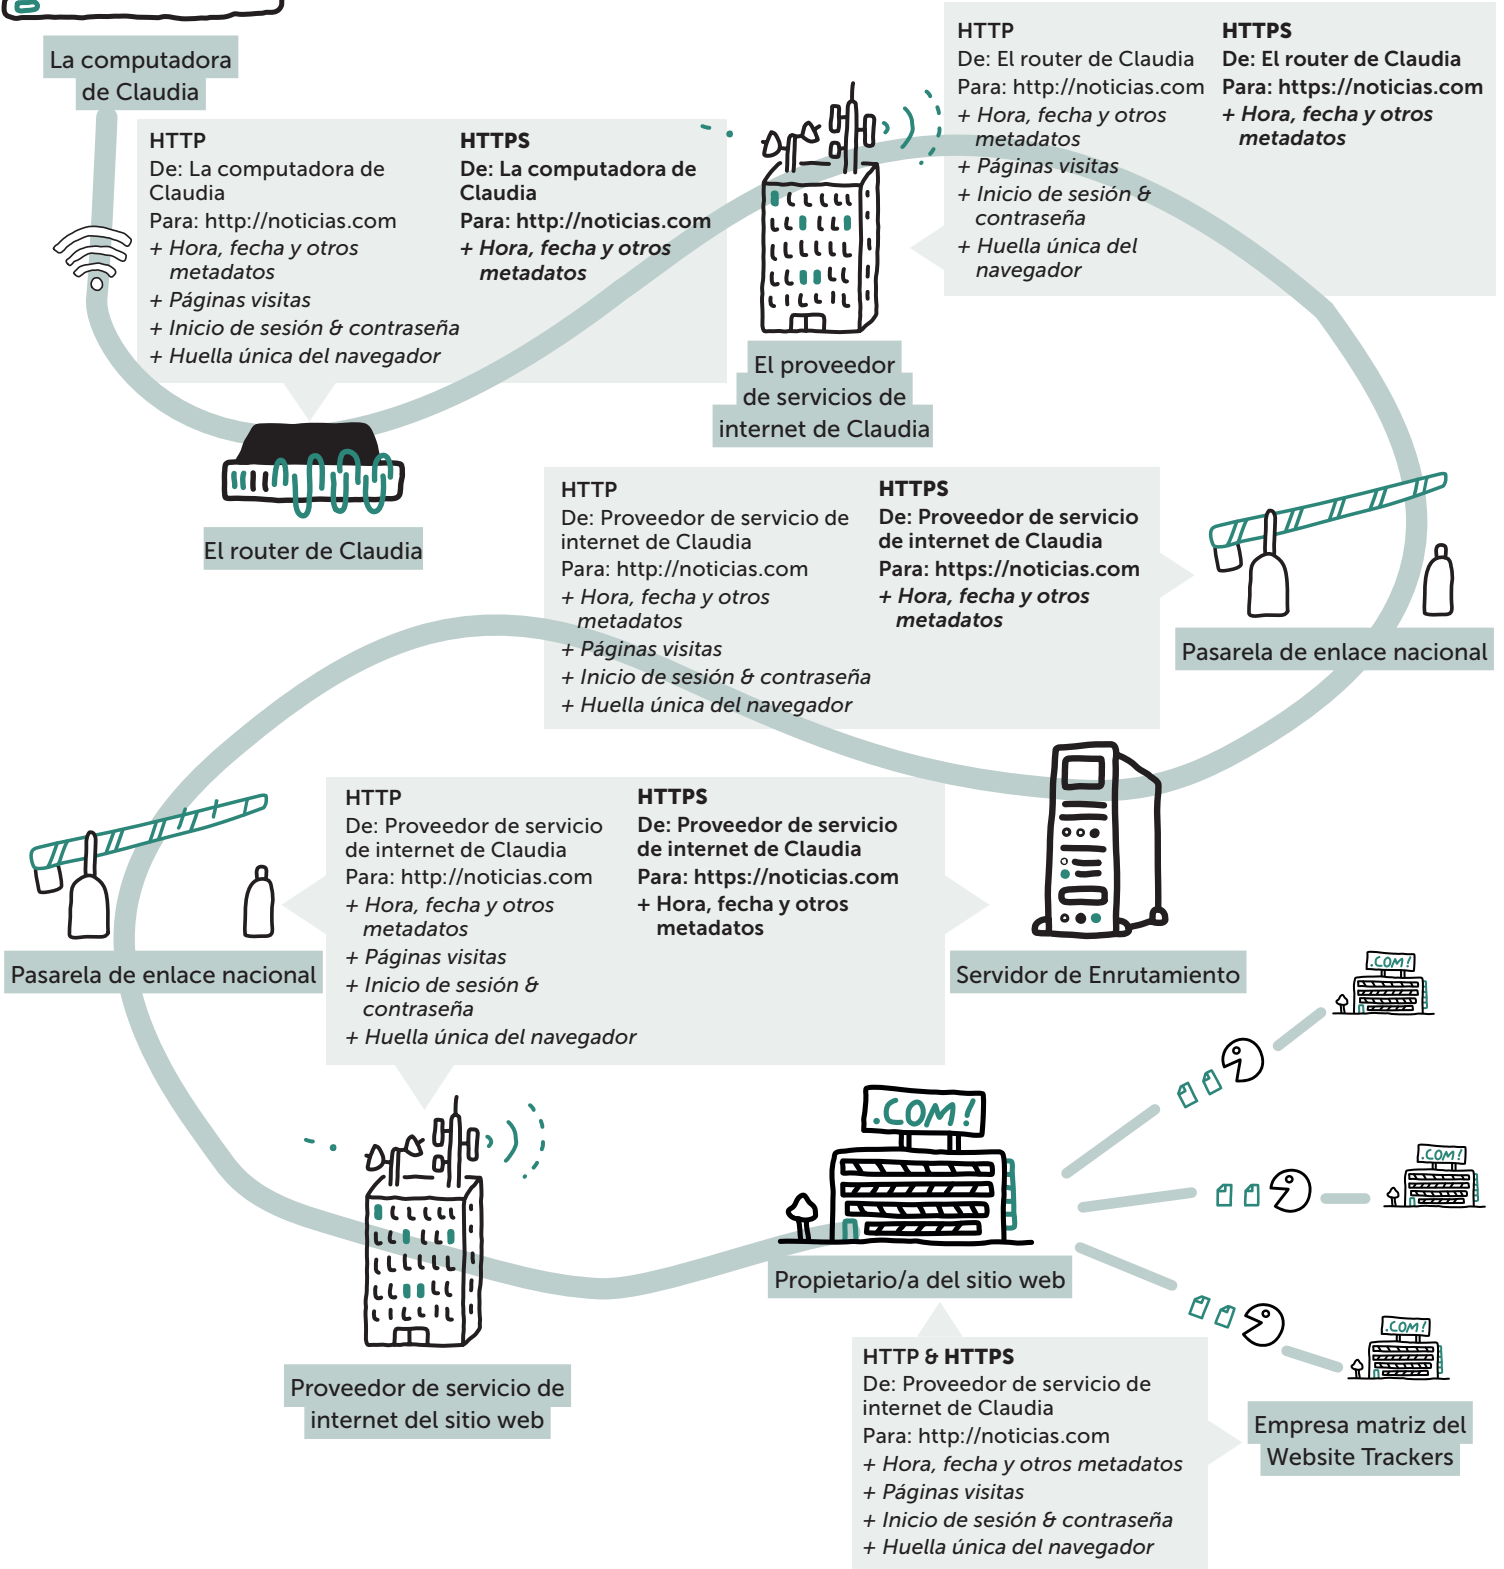 La computadora
de Claudia
HTTP
De: La computadora de
Claudia
Para: http://noticias.com
+ Hora, fecha y otros
metadatos
+ Páginas visitas
+ Inicio de sesión & contraseña
+ Huella única del navegador
HTTPS
De: La computadora de
Claudia
Para: http://noticias.com
+ Hora, fecha y otros
metadatos
El router de Claudia
HTTP
De: El router de Claudia
Para: http://noticias.com
+ Hora, fecha y otros
metadatos
+ Páginas visitas
+ Inicio de sesión &
contraseña
+ Huella única del
navegador
HTTPS
De: El router de Claudia
Para: https://noticias.com
+ Hora, fecha y otros
metadatos
El proveedor
de servicios de
internet de Claudia
HTTP
De: Proveedor de servicio de
internet de Claudia
Para: http://noticias.com
+ Hora, fecha y otros
metadatos
+ Páginas visitas
+ Inicio de sesión & contraseña
+ Huella única del navegador
HTTPS
De: Proveedor de servicio
de internet de Claudia
Para: https://noticias.com
+ Hora, fecha y otros
metadatos
Pasarela de enlace nacional
HTTP
De: Proveedor de servicio
de internet de Claudia
Para: http://noticias.com
+ Hora, fecha y otros
metadatos
+ Páginas visitas
+ Inicio de sesión &
contraseña
+ Huella única del navegador
HTTPS
De: Proveedor de servicio
de internet de Claudia
Para: https://noticias.com
+ Hora, fecha y otros
metadatos
Servidor de Enrutamiento
Pasarela de enlace nacional
Proveedor de servicio de
internet del sitio web
.COM!
Propietario/a del sitio web
.COM!
.COM!
.COM!
HTTP & HTTPS
De: Proveedor de servicio de
internet de Claudia
Para: http://noticias.com
+ Hora, fecha y otros metadatos
+ Páginas visitas
+ Inicio de sesión & contraseña
+ Huella única del navegador
Empresa matriz del
Website Trackers